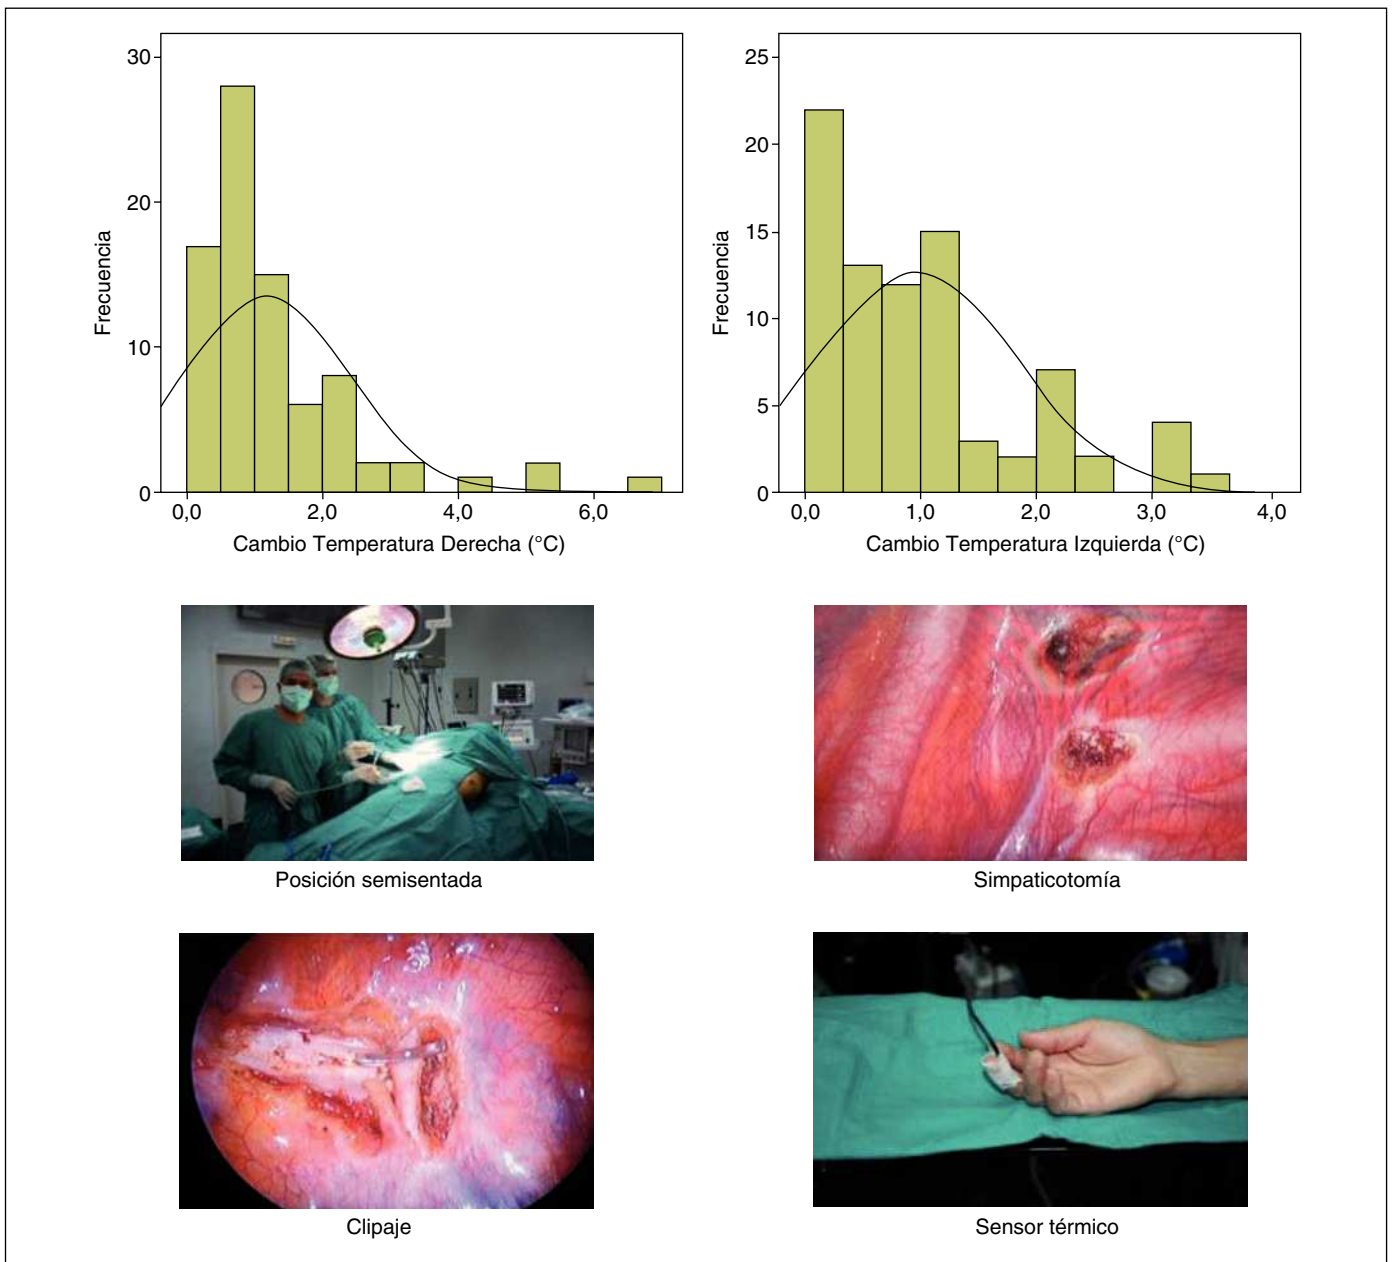 30
20
10
0
Frecuencia
0,0 2,0 4,0 6,0
Cambio Temperatura Derecha (°C)
25
20
15
10
5
0
Frecuencia
0,0 1,0 2,0 3,0 4,0
Cambio Temperatura Izquierda (°C)
Posición semisentada
Simpaticotomía
Clipaje
Sensor térmico